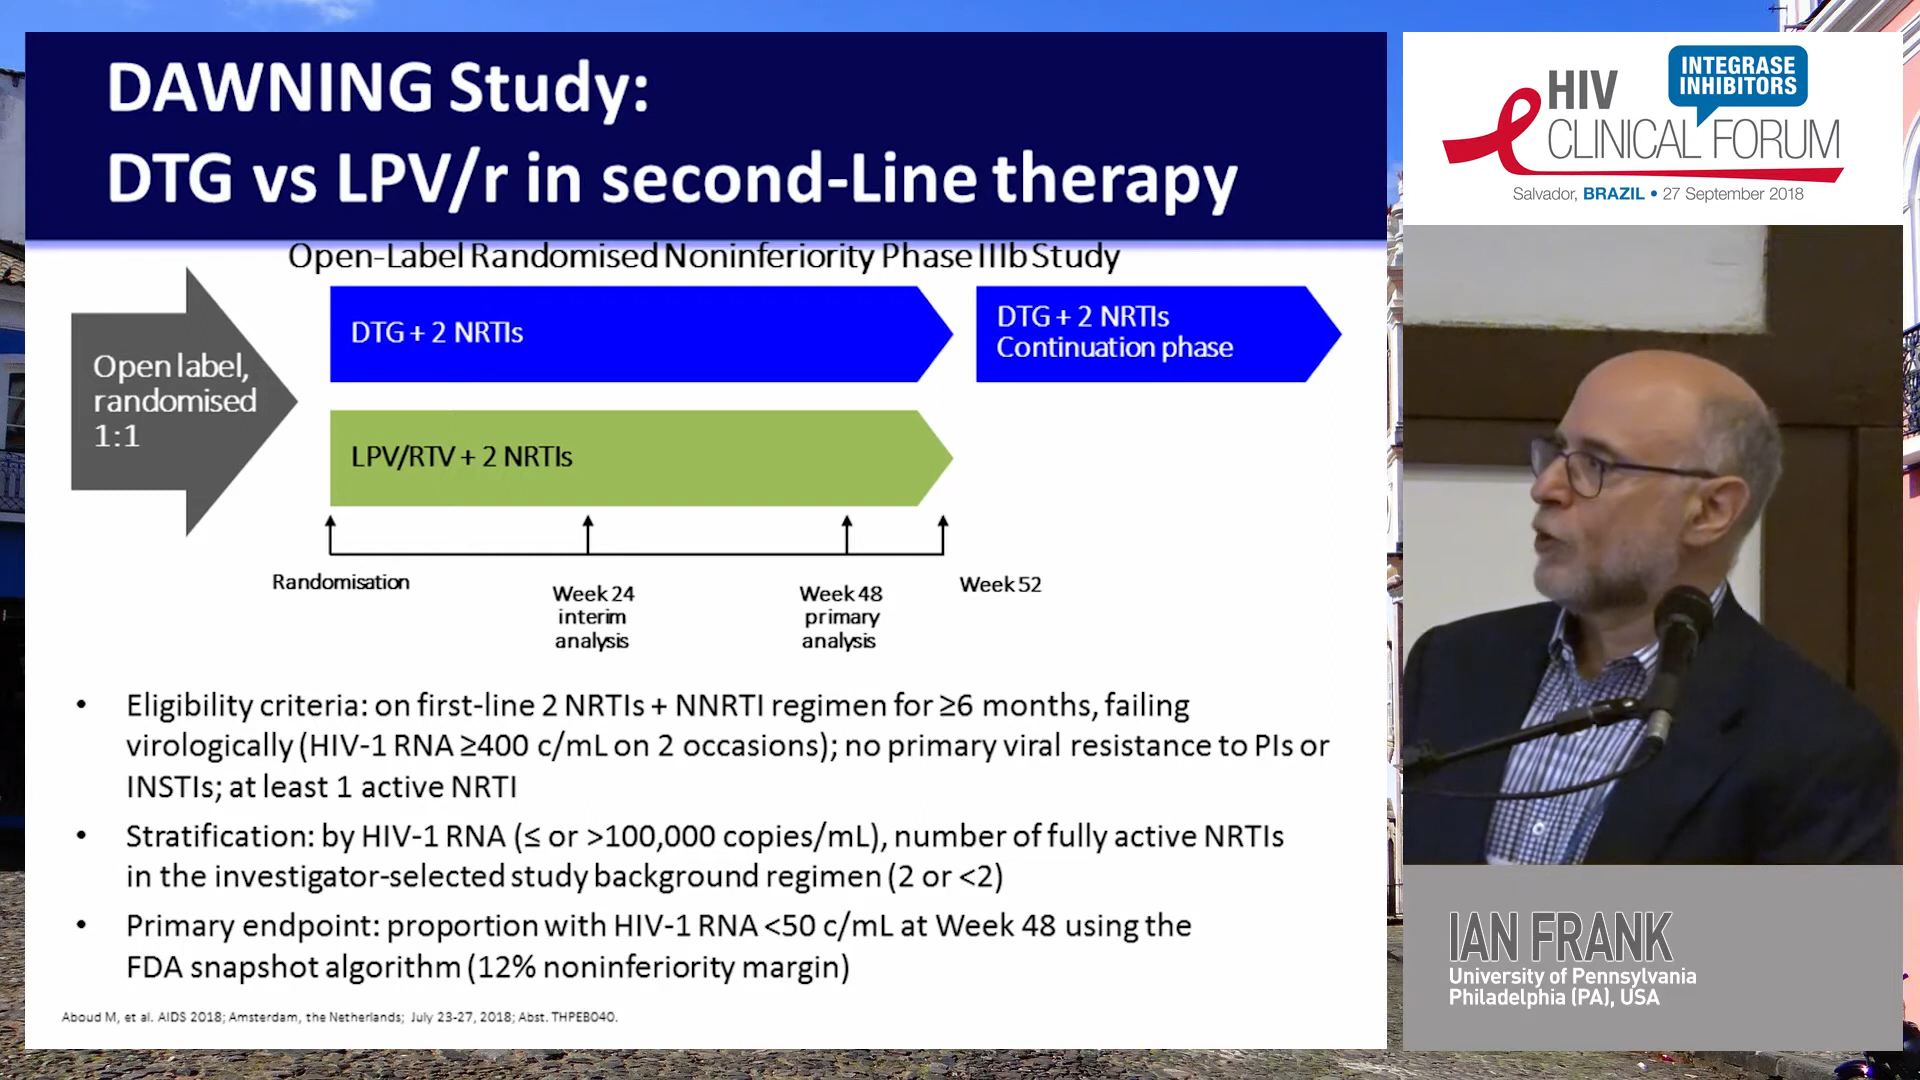 DAWNING Study:
DTG vs LPV/r in second-Line therapy
Open-Label Randomised Noninferiority Phase IIIb Study
Open label,
randomised
1:1
DTG + 2 NRTIs
DTG + 2 NRTIs
Continuation phase
LPV/RTV + 2 NRTIs
Randomisation
Week 24
interim
analysis
Week 48
primary
analysis
Week 52
• Eligibility criteria: on first-line 2 NRTIs + NNRTI regimen for ≥6 months, failing
virologically (HIV-1 RNA ≥400 c/mL on 2 occasions); no primary viral resistance to PIs or
INSTIs; at least 1 active NRTI
• Stratification: by HIV-1 RNA (≤ or >100,000 copies/mL), number of fully active NRTIs
in the investigator-selected study background regimen (2 or <2)
• Primary endpoint: proportion with HIV-1 RNA <50 c/mL at Week 48 using the
FDA snapshot algorithm (12% noninferiority margin)
Aboud M, et al. AIDS 2018; Amsterdam, the Netherlands; July 23-27, 2018; Abst. THPEB040.
INTEGRASE
INHIBITORS
HIV
CLINICAL FORUM
Salvador, BRAZIL • 27 September 2018
IAN FRANK
University of Pennsylvania
Philadelphia (PA), USA